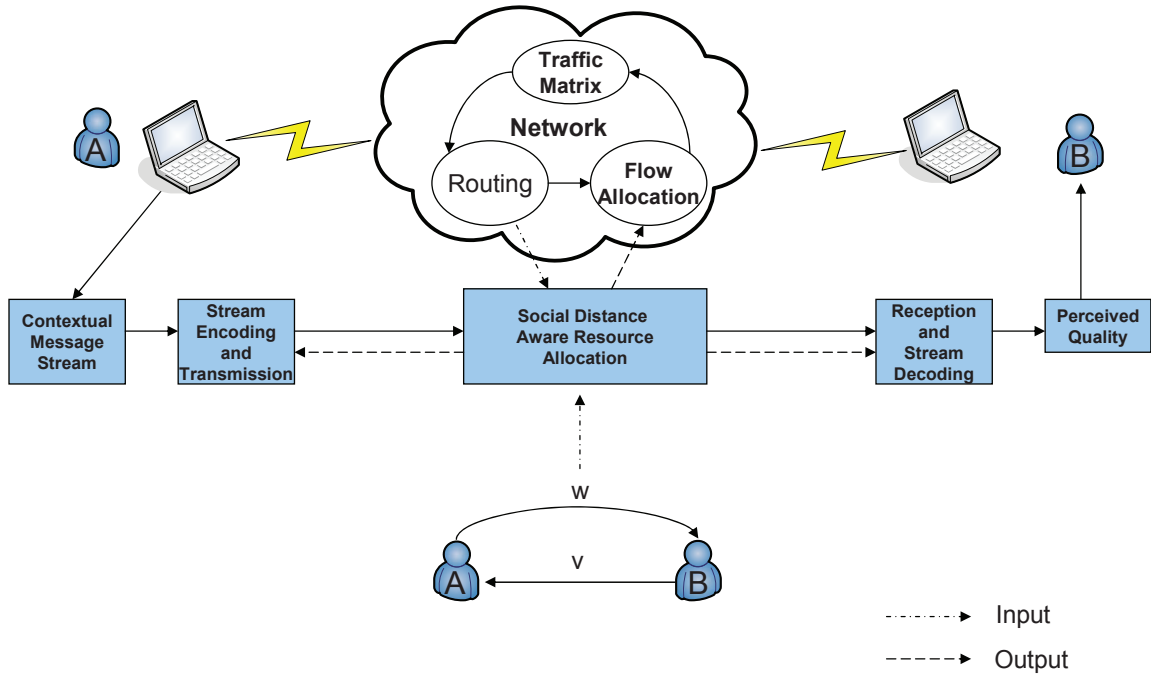 Traffic
Matrix
Network
Routing
Flow
Allocation
A
B
Contextual
Message
Stream
Stream
Encoding
and
Transmission
Social Distance
Aware Resource
Allocation
Reception
and
Stream
Decoding
Perceived
Quality
w
A
v
B
Input
Output